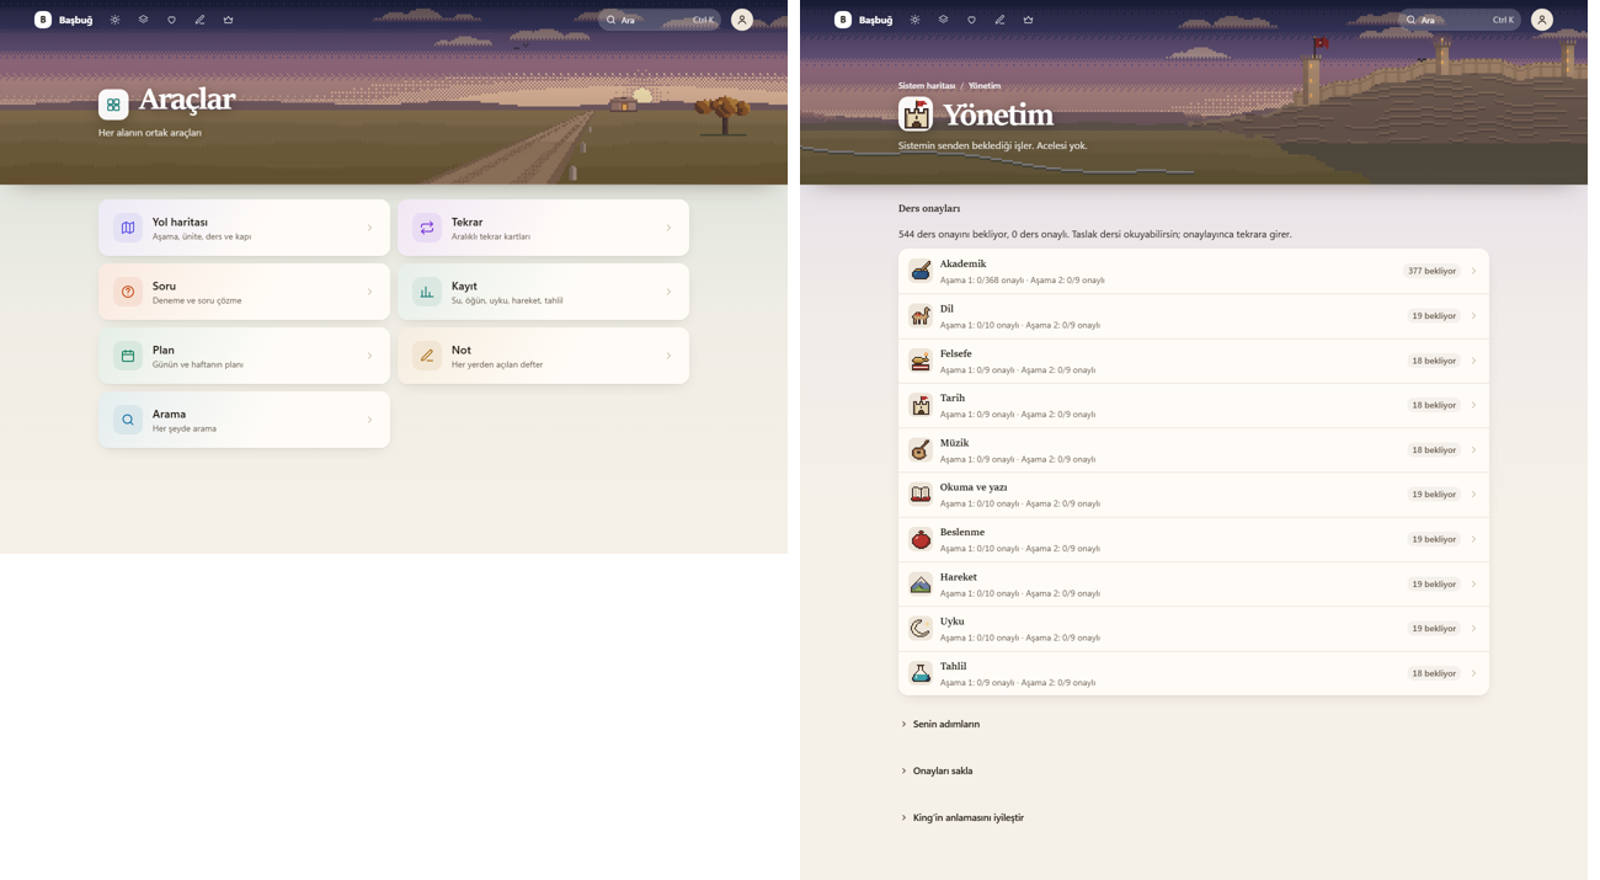 B Başbuğ
Ara Ctrl K
Araçlar
Her alanın ortak araçları
Yol haritası
Aşama, ünite, ders ve kapı
Tekrar
Aralıklı tekrar kartları
Soru
Deneme ve soru çözme
Kayıt
Su, öğün, uyku, hareket, tahlil
Plan
Günün ve haftanın planı
Not
Her yerden açılan defter
Arama
Her şeyde arama
B Başbuğ
Ara Ctrl K
Sistem haritası / Yönetim
Yönetim
Sistemin senden beklediği işler. Acelesi yok.
Ders onayları
544 ders onayını bekliyor, 0 ders onaylı. Taslak dersi okuyabilirsin; onaylayınca tekrara girer.
Akademik
Aşama 1: 0/368 onaylı · Aşama 2: 0/9 onaylı
377 bekliyor
Dil
Aşama 1: 0/10 onaylı · Aşama 2: 0/9 onaylı
19 bekliyor
Felsefe
Aşama 1: 0/9 onaylı · Aşama 2: 0/9 onaylı
18 bekliyor
Tarih
Aşama 1: 0/9 onaylı · Aşama 2: 0/9 onaylı
18 bekliyor
Müzik
Aşama 1: 0/9 onaylı · Aşama 2: 0/9 onaylı
18 bekliyor
Okuma ve yazı
Aşama 1: 0/10 onaylı · Aşama 2: 0/9 onaylı
19 bekliyor
Beslenme
Aşama 1: 0/10 onaylı · Aşama 2: 0/9 onaylı
19 bekliyor
Hareket
Aşama 1: 0/10 onaylı · Aşama 2: 0/9 onaylı
19 bekliyor
Uyku
Aşama 1: 0/10 onaylı · Aşama 2: 0/9 onaylı
19 bekliyor
Tahlil
Aşama 1: 0/9 onaylı · Aşama 2: 0/9 onaylı
18 bekliyor
Senin adımların
Onayları sakla
King'in anlamasını iyileştir